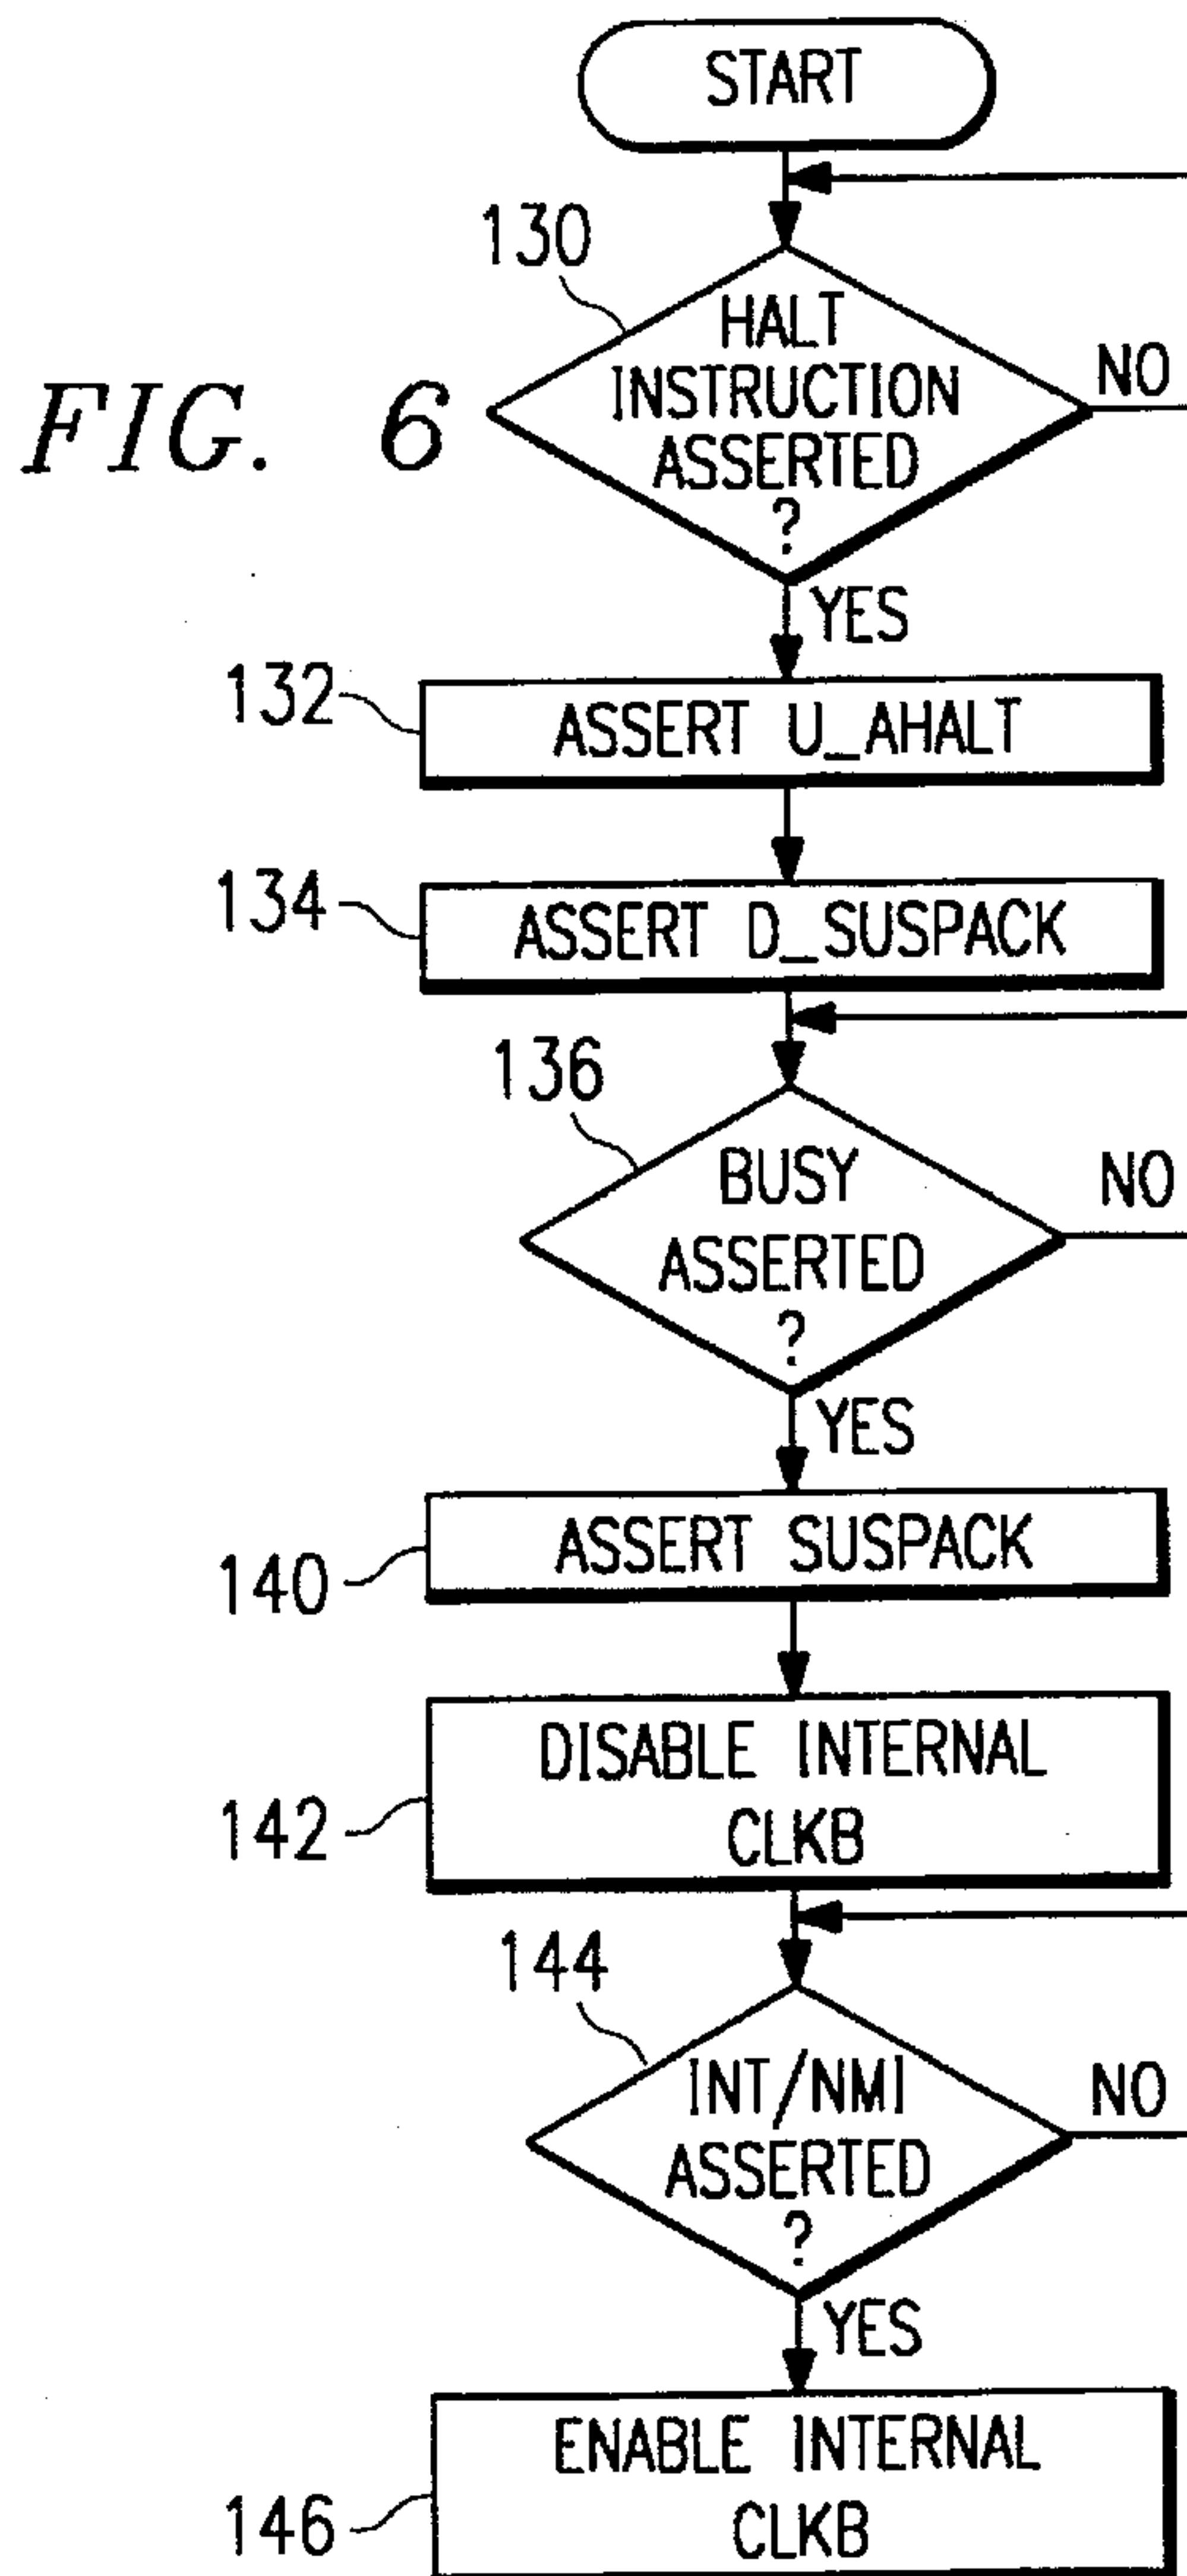 START
130
HALT
INSTRUCTION
ASSERTED
?
NO
FIG. 6
YES
132
ASSERT U_AHALT
134
ASSERT D_SUSPACK
136
BUSY
ASSERTED
?
NO
YES
140
ASSERT SUSPACK
142
DISABLE INTERNAL
CLKB
144
INT/NMI
ASSERTED
?
NO
YES
146
ENABLE INTERNAL
CLKB